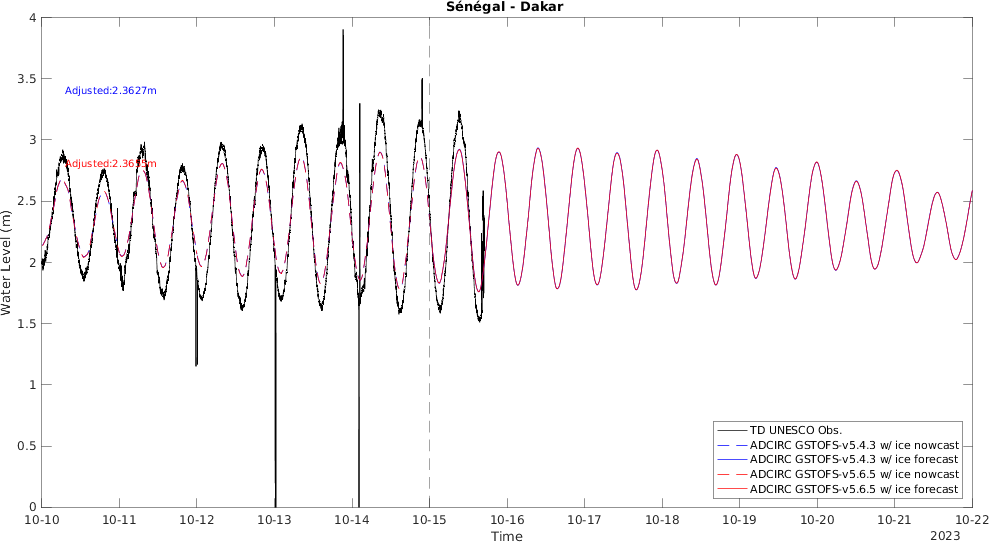 Sénégal - Dakar
4
3.5
3
2.5
2
1.5
1
0.5
0
Water Level (m)
Adjusted:2.3627m
Adjusted:2.3695m
TD UNESCO Obs.
ADCIRC GSTOFS-v5.4.3 w/ ice nowcast
ADCIRC GSTOFS-v5.4.3 w/ ice forecast
ADCIRC GSTOFS-v5.6.5 w/ ice nowcast
ADCIRC GSTOFS-v5.6.5 w/ ice forecast
10-10 10-11 10-12 10-13 10-14 10-15 10-16 10-17 10-18 10-19 10-20 10-21 10-22
Time
2023